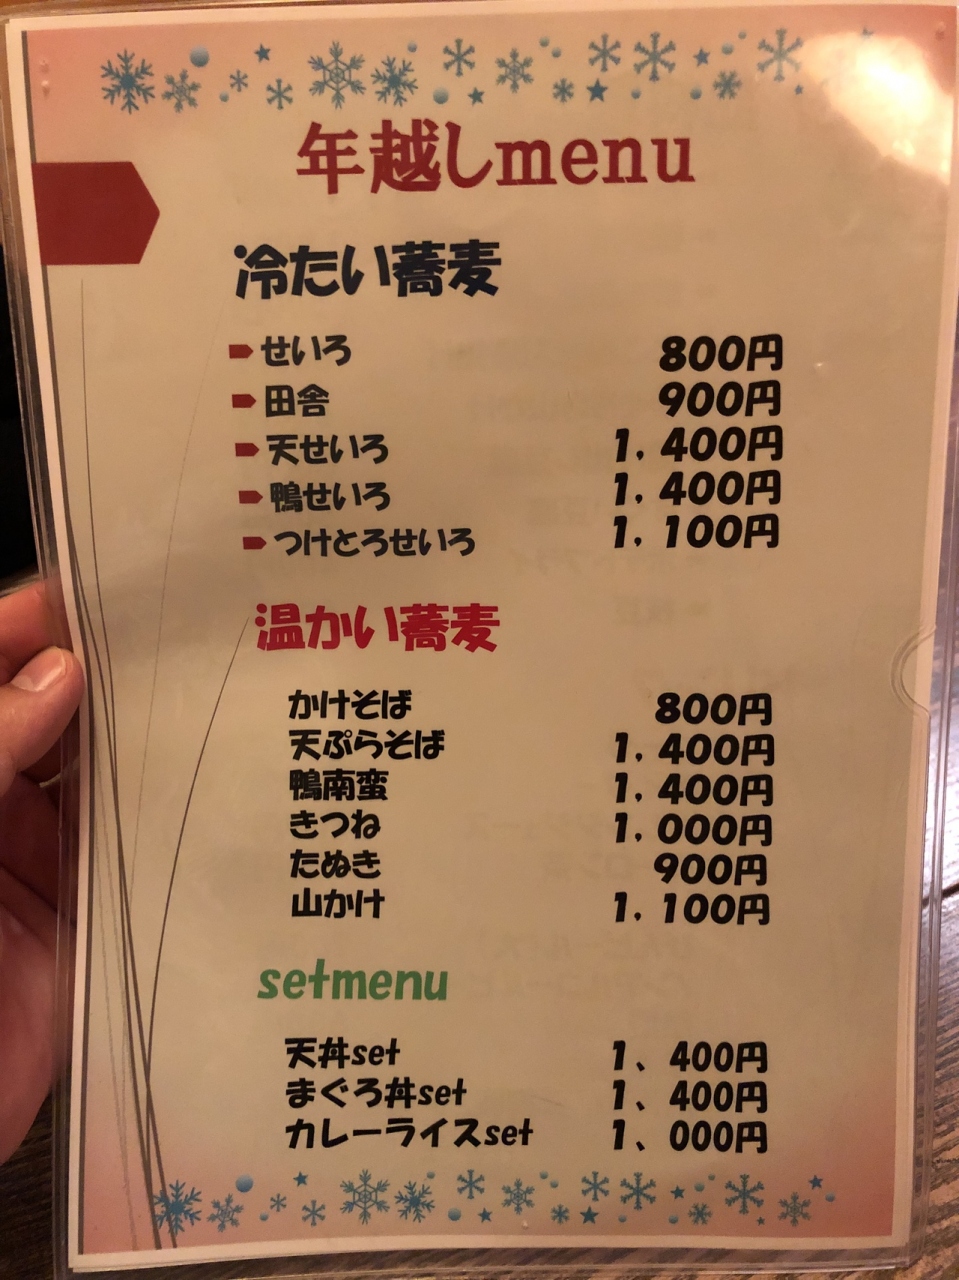 年越しmenu
冷たい蕎麦
せいろ 800円
田舎 900円
天せいろ 1,400円
鴨せいろ 1,400円
つけとろせいろ 1,100円
温かい蕎麦
かけそば 800円
天ぷらそば 1,400円
鴨南蛮 1,400円
きつね 1,000円
たぬき 900円
山かけ 1,100円
setmenu
天丼set 1、400円
まぐろ丼set 1、400円
カレーライスset 1、000円